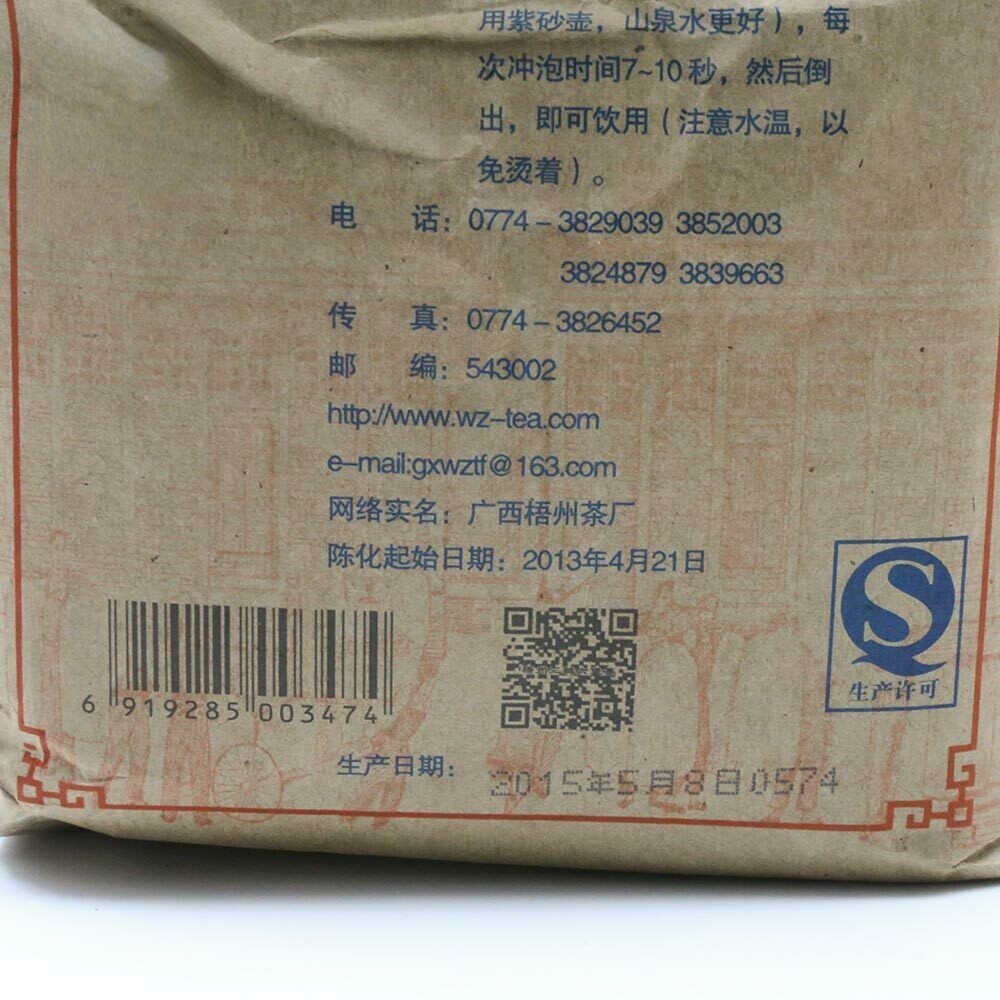 用紫砂壶，山泉水更好），每
次冲泡时间7~10秒，然后倒
出，即可饮用（注意水温，以
免烫着）。
电 话：0774-3829039 3852003
3824879 3839663
传 真：0774-3826452
邮 编：543002
http://www.wz-tea.com
e-mail:gxwztf@163.com
网络实名：广西梧州茶厂
陈化起始日期：2013年4月21日
QS
生产许可
6 919285 003474
生产日期：2015年5月8日0574